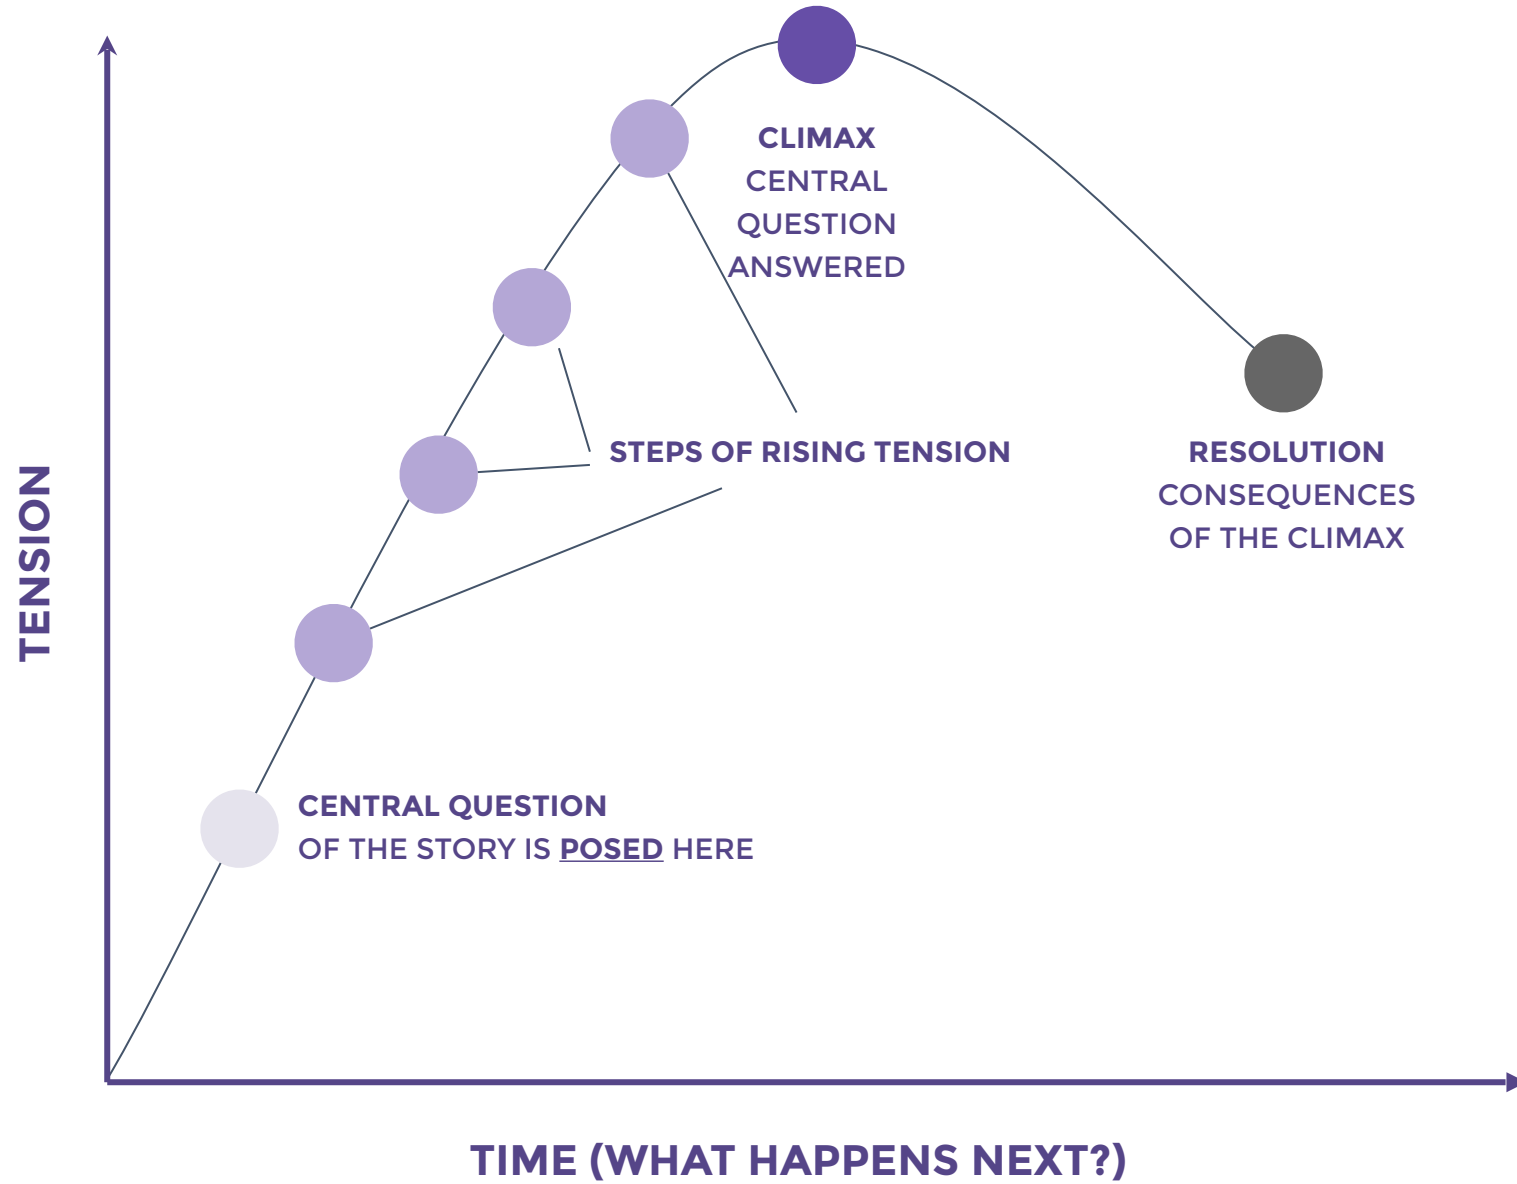 CLIMAX
CENTRAL
QUESTION
ANSWERED
STEPS OF RISING TENSION
RESOLUTION
CONSEQUENCES
OF THE CLIMAX
TENSION
CENTRAL QUESTION
OF THE STORY IS POSED HERE
TIME (WHAT HAPPENS NEXT?)